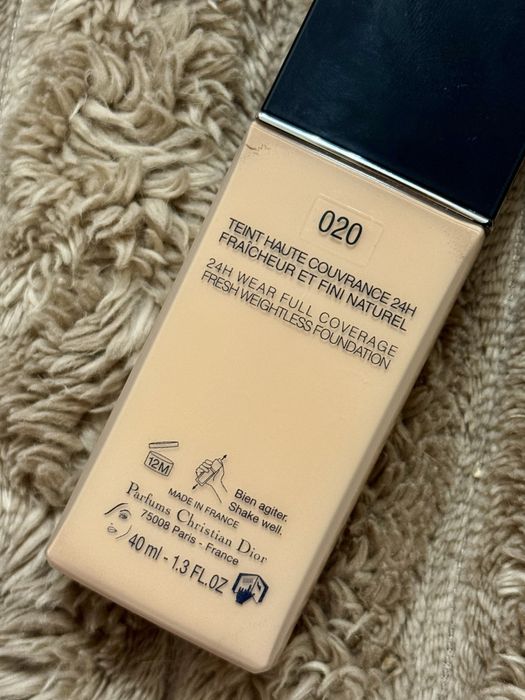 020
TEINT HAUTE COUVRANCE 24H
FRAÎCHEUR ET FINI NATUREL
24H WEAR FULL COVERAGE
FRESH WEIGHTLESS FOUNDATION
12M
Bien agiter.
Shake well.
MADE IN FRANCE
Parfums Christian Dior
75008 Paris - France
40 ml - 1.3 FL.OZ